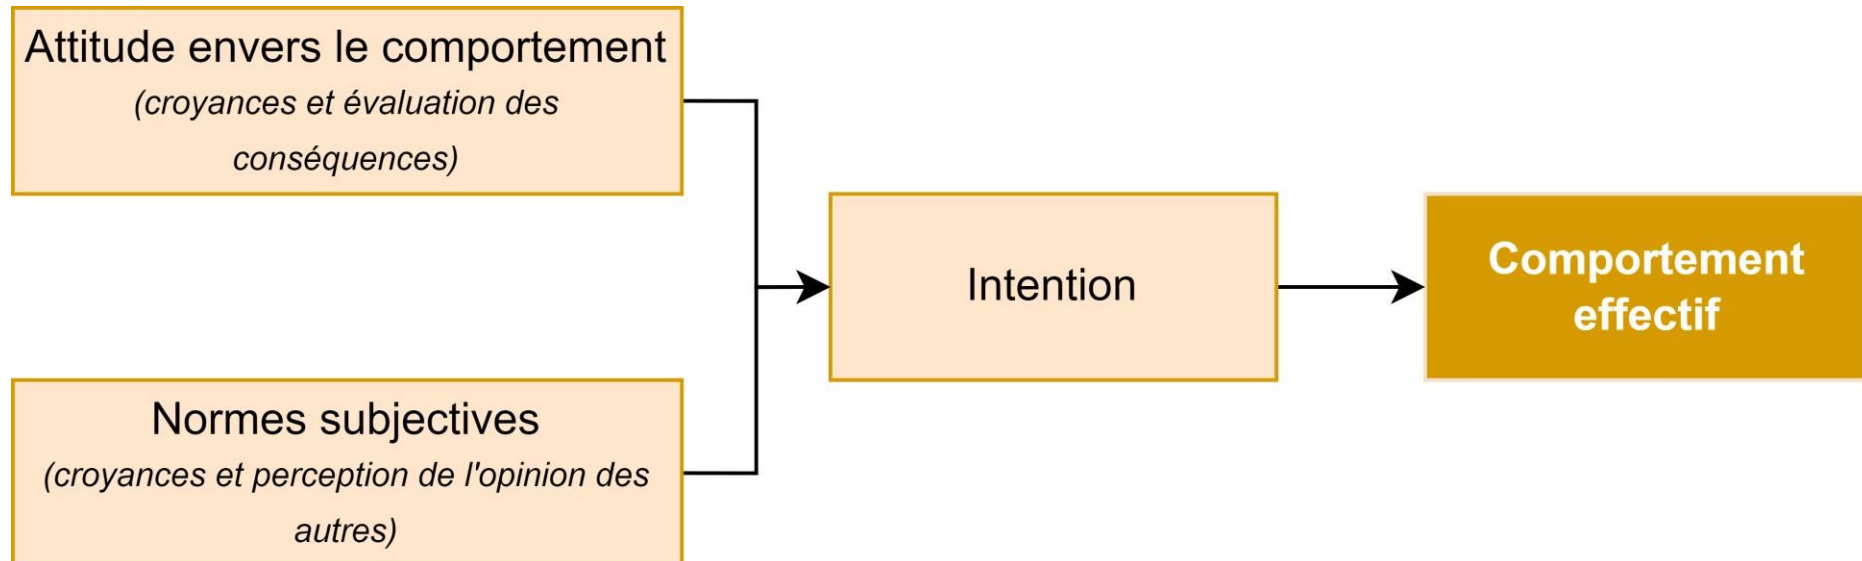 Attitude envers le comportement
(croyances et évaluation des
conséquences)
Normes subjectives
(croyances et perception de l'opinion des
autres)
Intention
Comportement
effectif